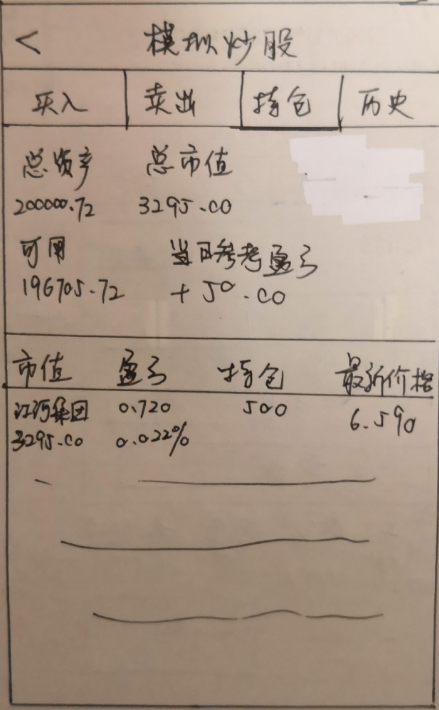 < 模拟炒股
买入 卖出 持仓 历史
总资产 总市值
200000.72 3295.00
可用 当日参考盈亏
196705.72 +50.00
市值 盈亏 持仓 最新价格
江河集团 0.720 500 6.590
3295.00 0.022%